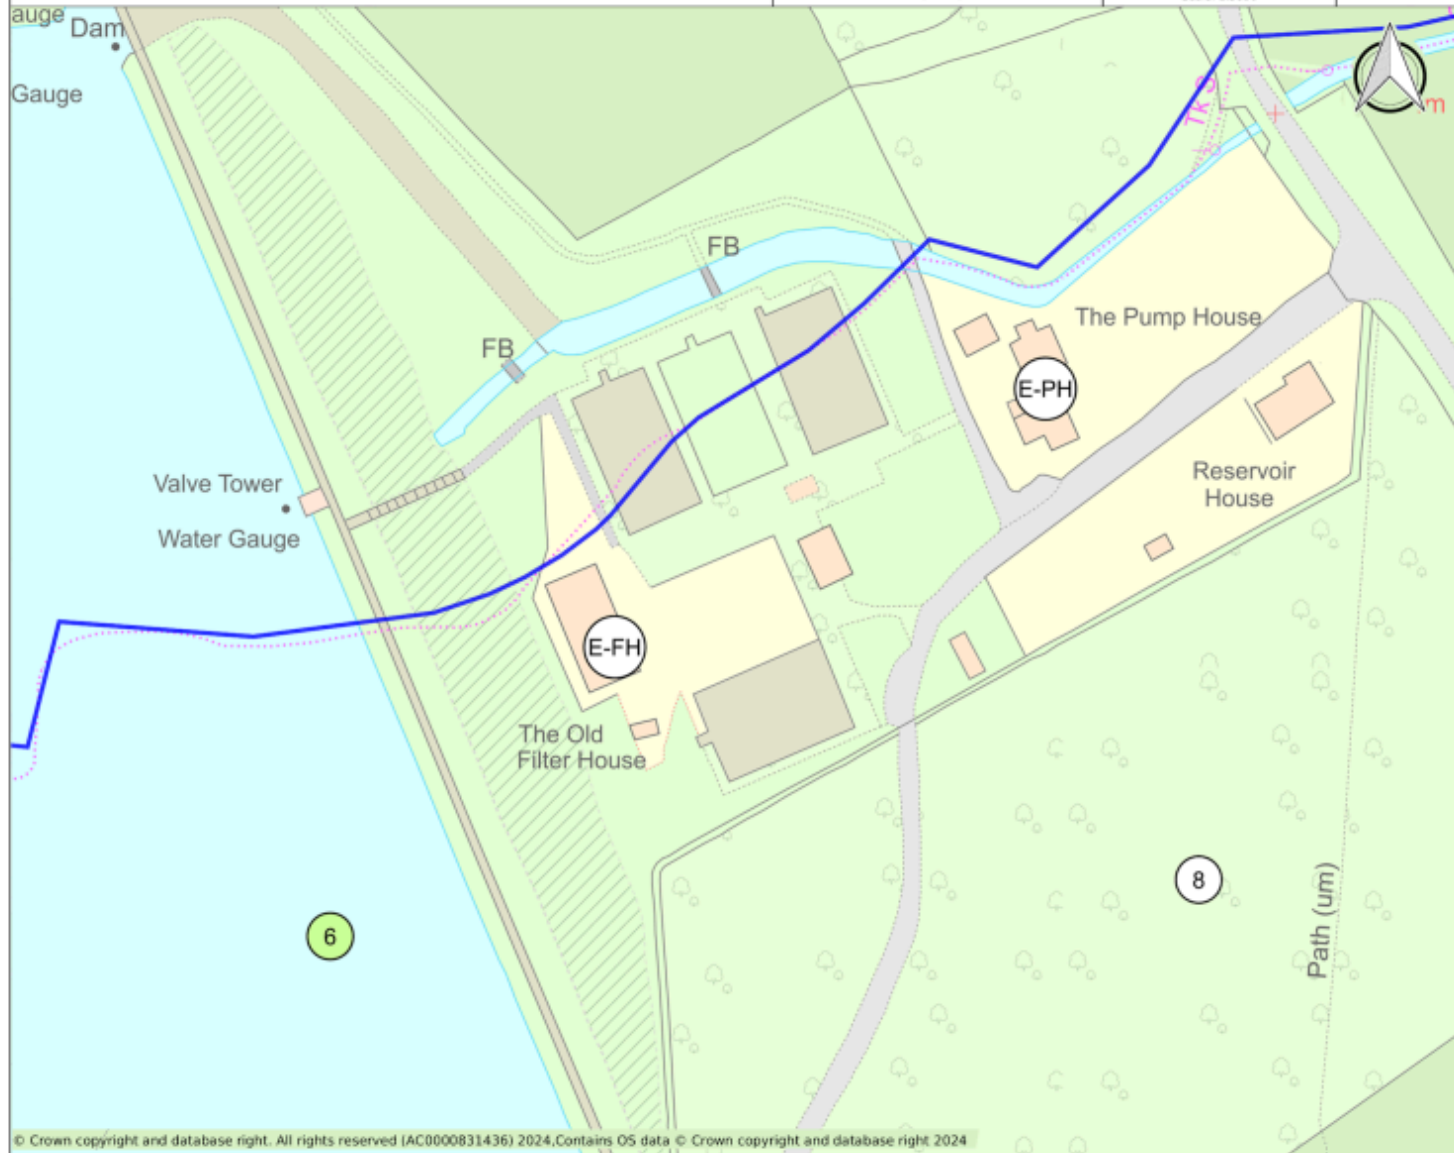 auge
Dam
Gauge
Tk S
m
FB
FB
The Pump House
E-PH
Reservoir
House
Valve Tower
Water Gauge
E-FH
The Old
Filter House
8
6
Path (um)
© Crown copyright and database right. All rights reserved (AC0000831436) 2024,Contains OS data © Crown copyright and database right 2024